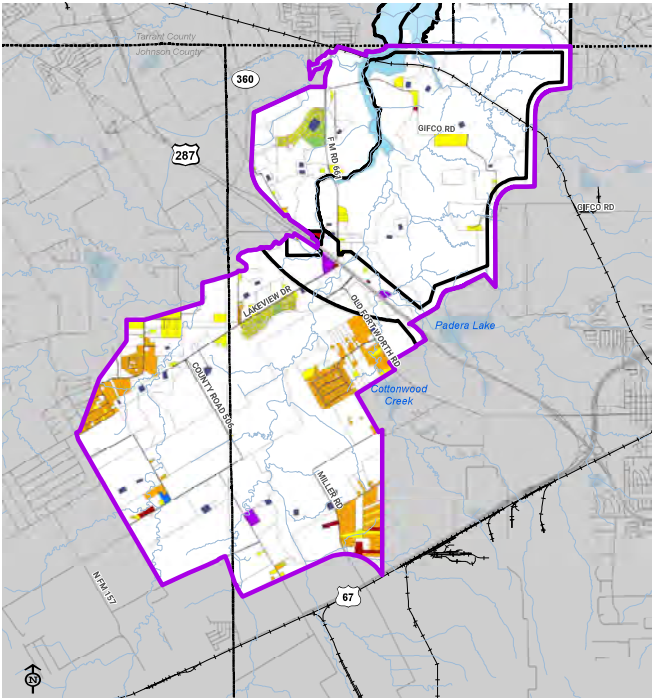 Tarrant County
Johnson County
360
287
GIFCO RD
F M RD 661
GIFCO RD
LAKEVIEW DR
OLD FORT WORTH RD
Padera Lake
COUNTY ROAD 506
Cottonwood
Creek
MILLER RD
N FM 157
67
N